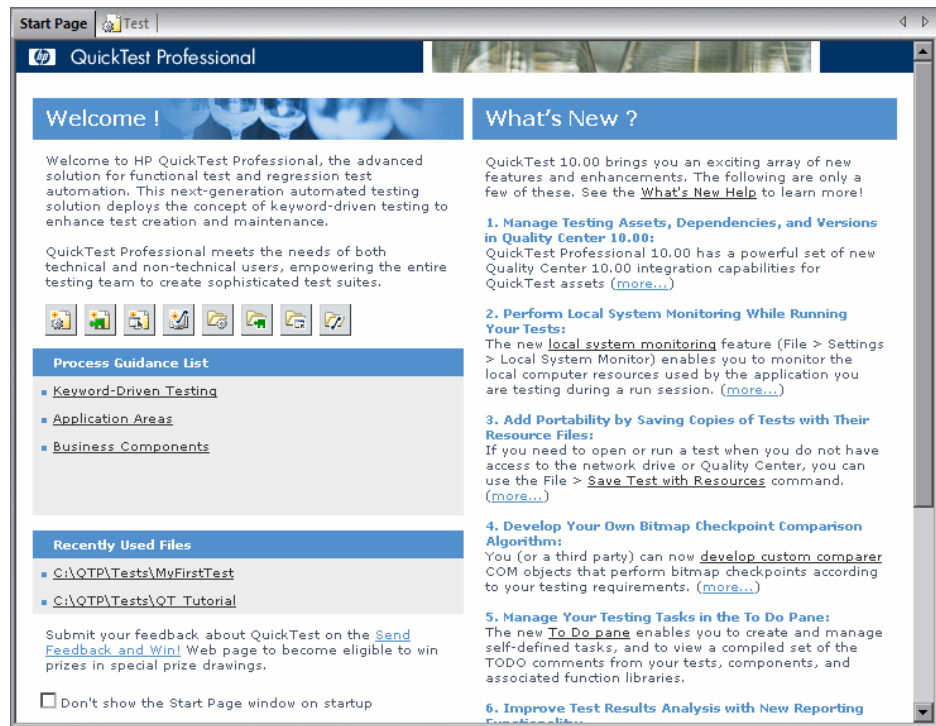 Start Page
Test
hp
QuickTest Professional
Welcome !
Welcome to HP QuickTest Professional, the advanced
solution for functional test and regression test
automation. This next-generation automated testing
solution deploys the concept of keyword-driven testing to
enhance test creation and maintenance.
QuickTest Professional meets the needs of both
technical and non-technical users, empowering the entire
testing team to create sophisticated test suites.
Process Guidance List
Keyword-Driven Testing
Application Areas
Business Components
Recently Used Files
C:\QTP\Tests\MyFirstTest
C:\QTP\Tests\QT_Tutorial
Submit your feedback about QuickTest on the Send
Feedback and Win! Web page to become eligible to win
prizes in special prize drawings.
Don't show the Start Page window on startup
What's New ?
QuickTest 10.00 brings you an exciting array of new
features and enhancements. The following are only a
few of these. See the What's New Help to learn more!
1. Manage Testing Assets, Dependencies, and Versions
in Quality Center 10.00:
QuickTest Professional 10.00 has a powerful set of new
Quality Center 10.00 integration capabilities for
QuickTest assets (more...)
2. Perform Local System Monitoring While Running
Your Tests:
The new local system monitoring feature (File > Settings
> Local System Monitor) enables you to monitor the
local computer resources used by the application you
are testing during a run session. (more...)
3. Add Portability by Saving Copies of Tests with Their
Resource Files:
If you need to open or run a test when you do not have
access to the network drive or Quality Center, you can
use the File > Save Test with Resources command.
(more...)
4. Develop Your Own Bitmap Checkpoint Comparison
Algorithm:
You (or a third party) can now develop custom comparer
COM objects that perform bitmap checkpoints according
to your testing requirements. (more...)
5. Manage Your Testing Tasks in the To Do Pane:
The new To Do pane enables you to create and manage
self-defined tasks, and to view a compiled set of the
TODO comments from your tests, components, and
associated function libraries.
6. Improve Test Results Analysis with New Reporting
Functionality: